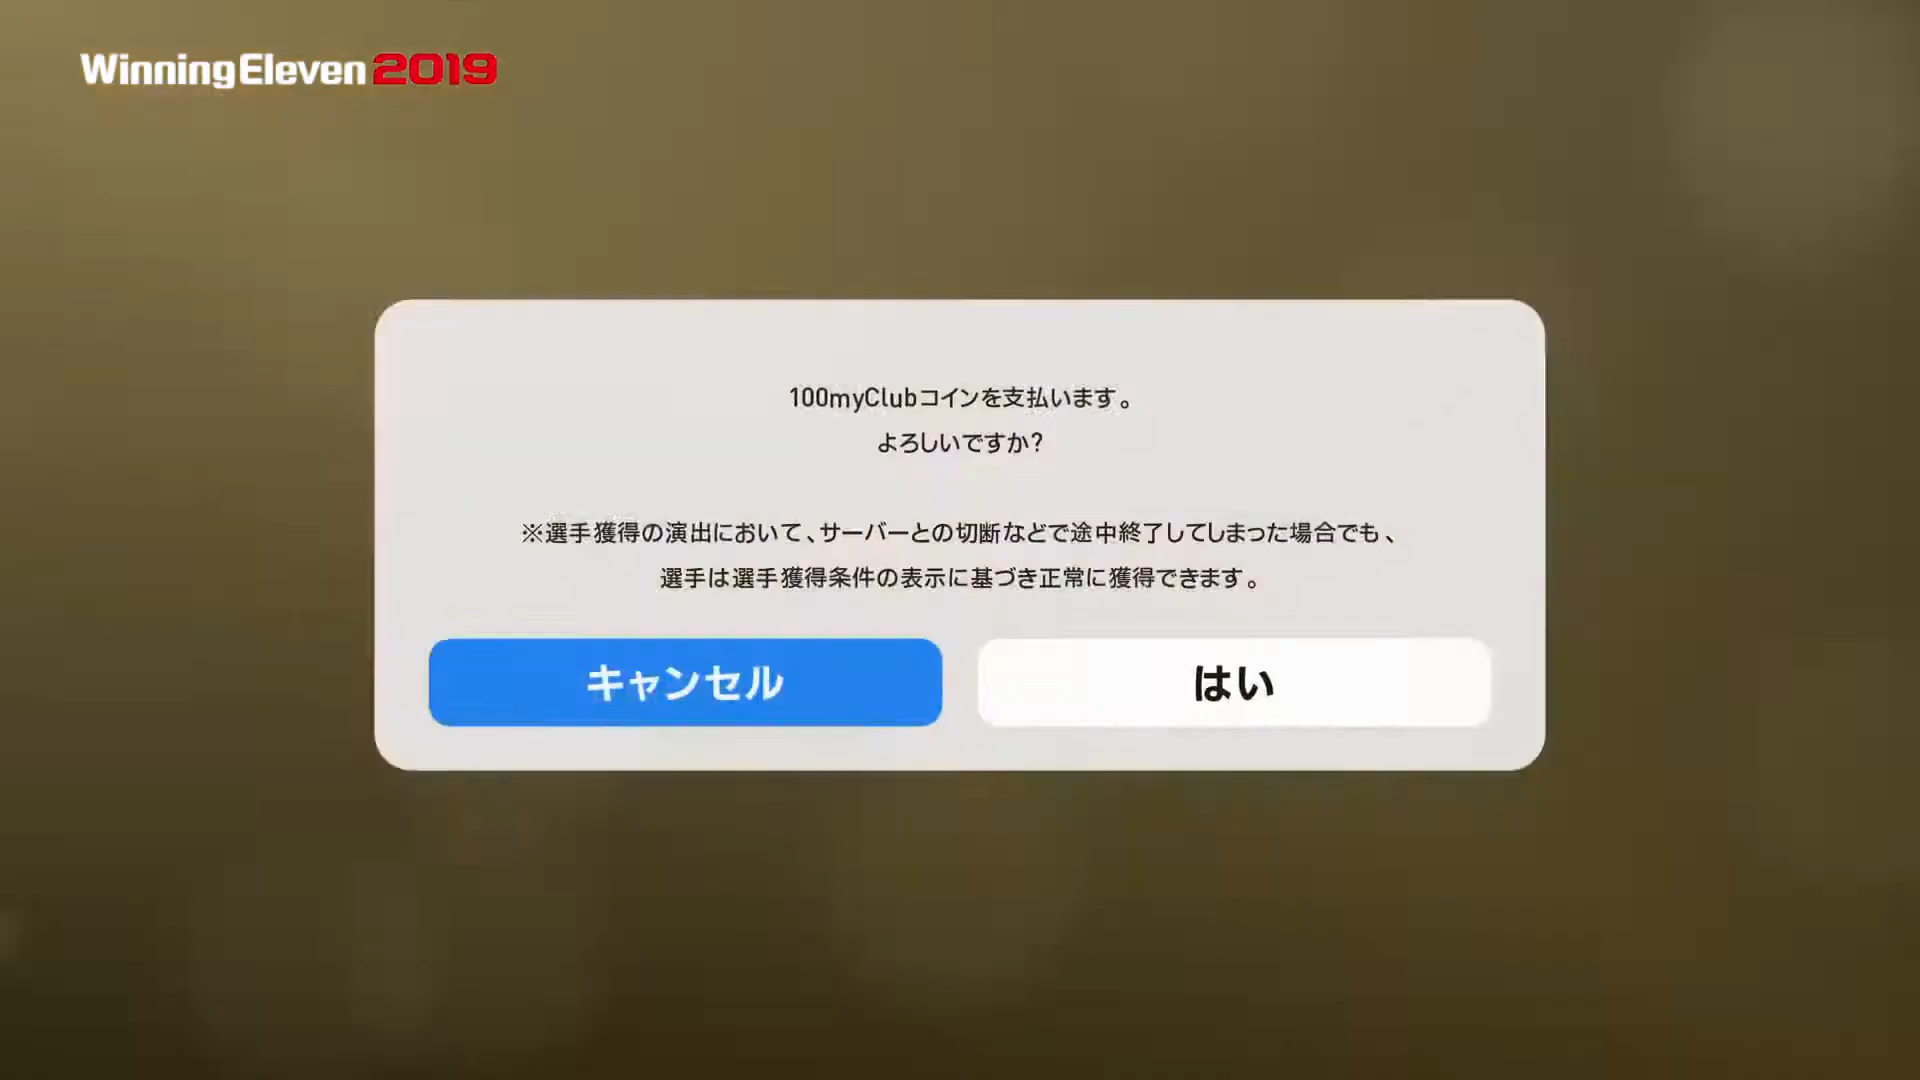 WinningEleven 2019
100myClubコインを支払います。
よろしいですか?
※選手獲得の演出において、サーバーとの切断などで途中終了してしまった場合でも、
選手は選手獲得条件の表示に基づき正常に獲得できます。
キャンセル
はい